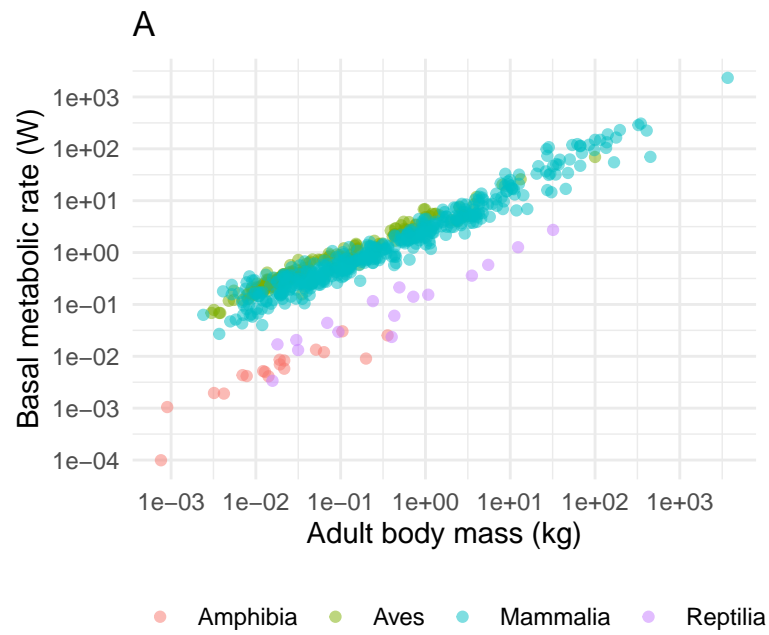 A
Basal metabolic rate (W)
1e+03
1e+02
1e+01
1e+00
1e−01
1e−02
1e−03
1e−04
1e−03 1e−02 1e−01 1e+00 1e+01 1e+02 1e+03
Adult body mass (kg)
Amphibia Aves Mammalia Reptilia